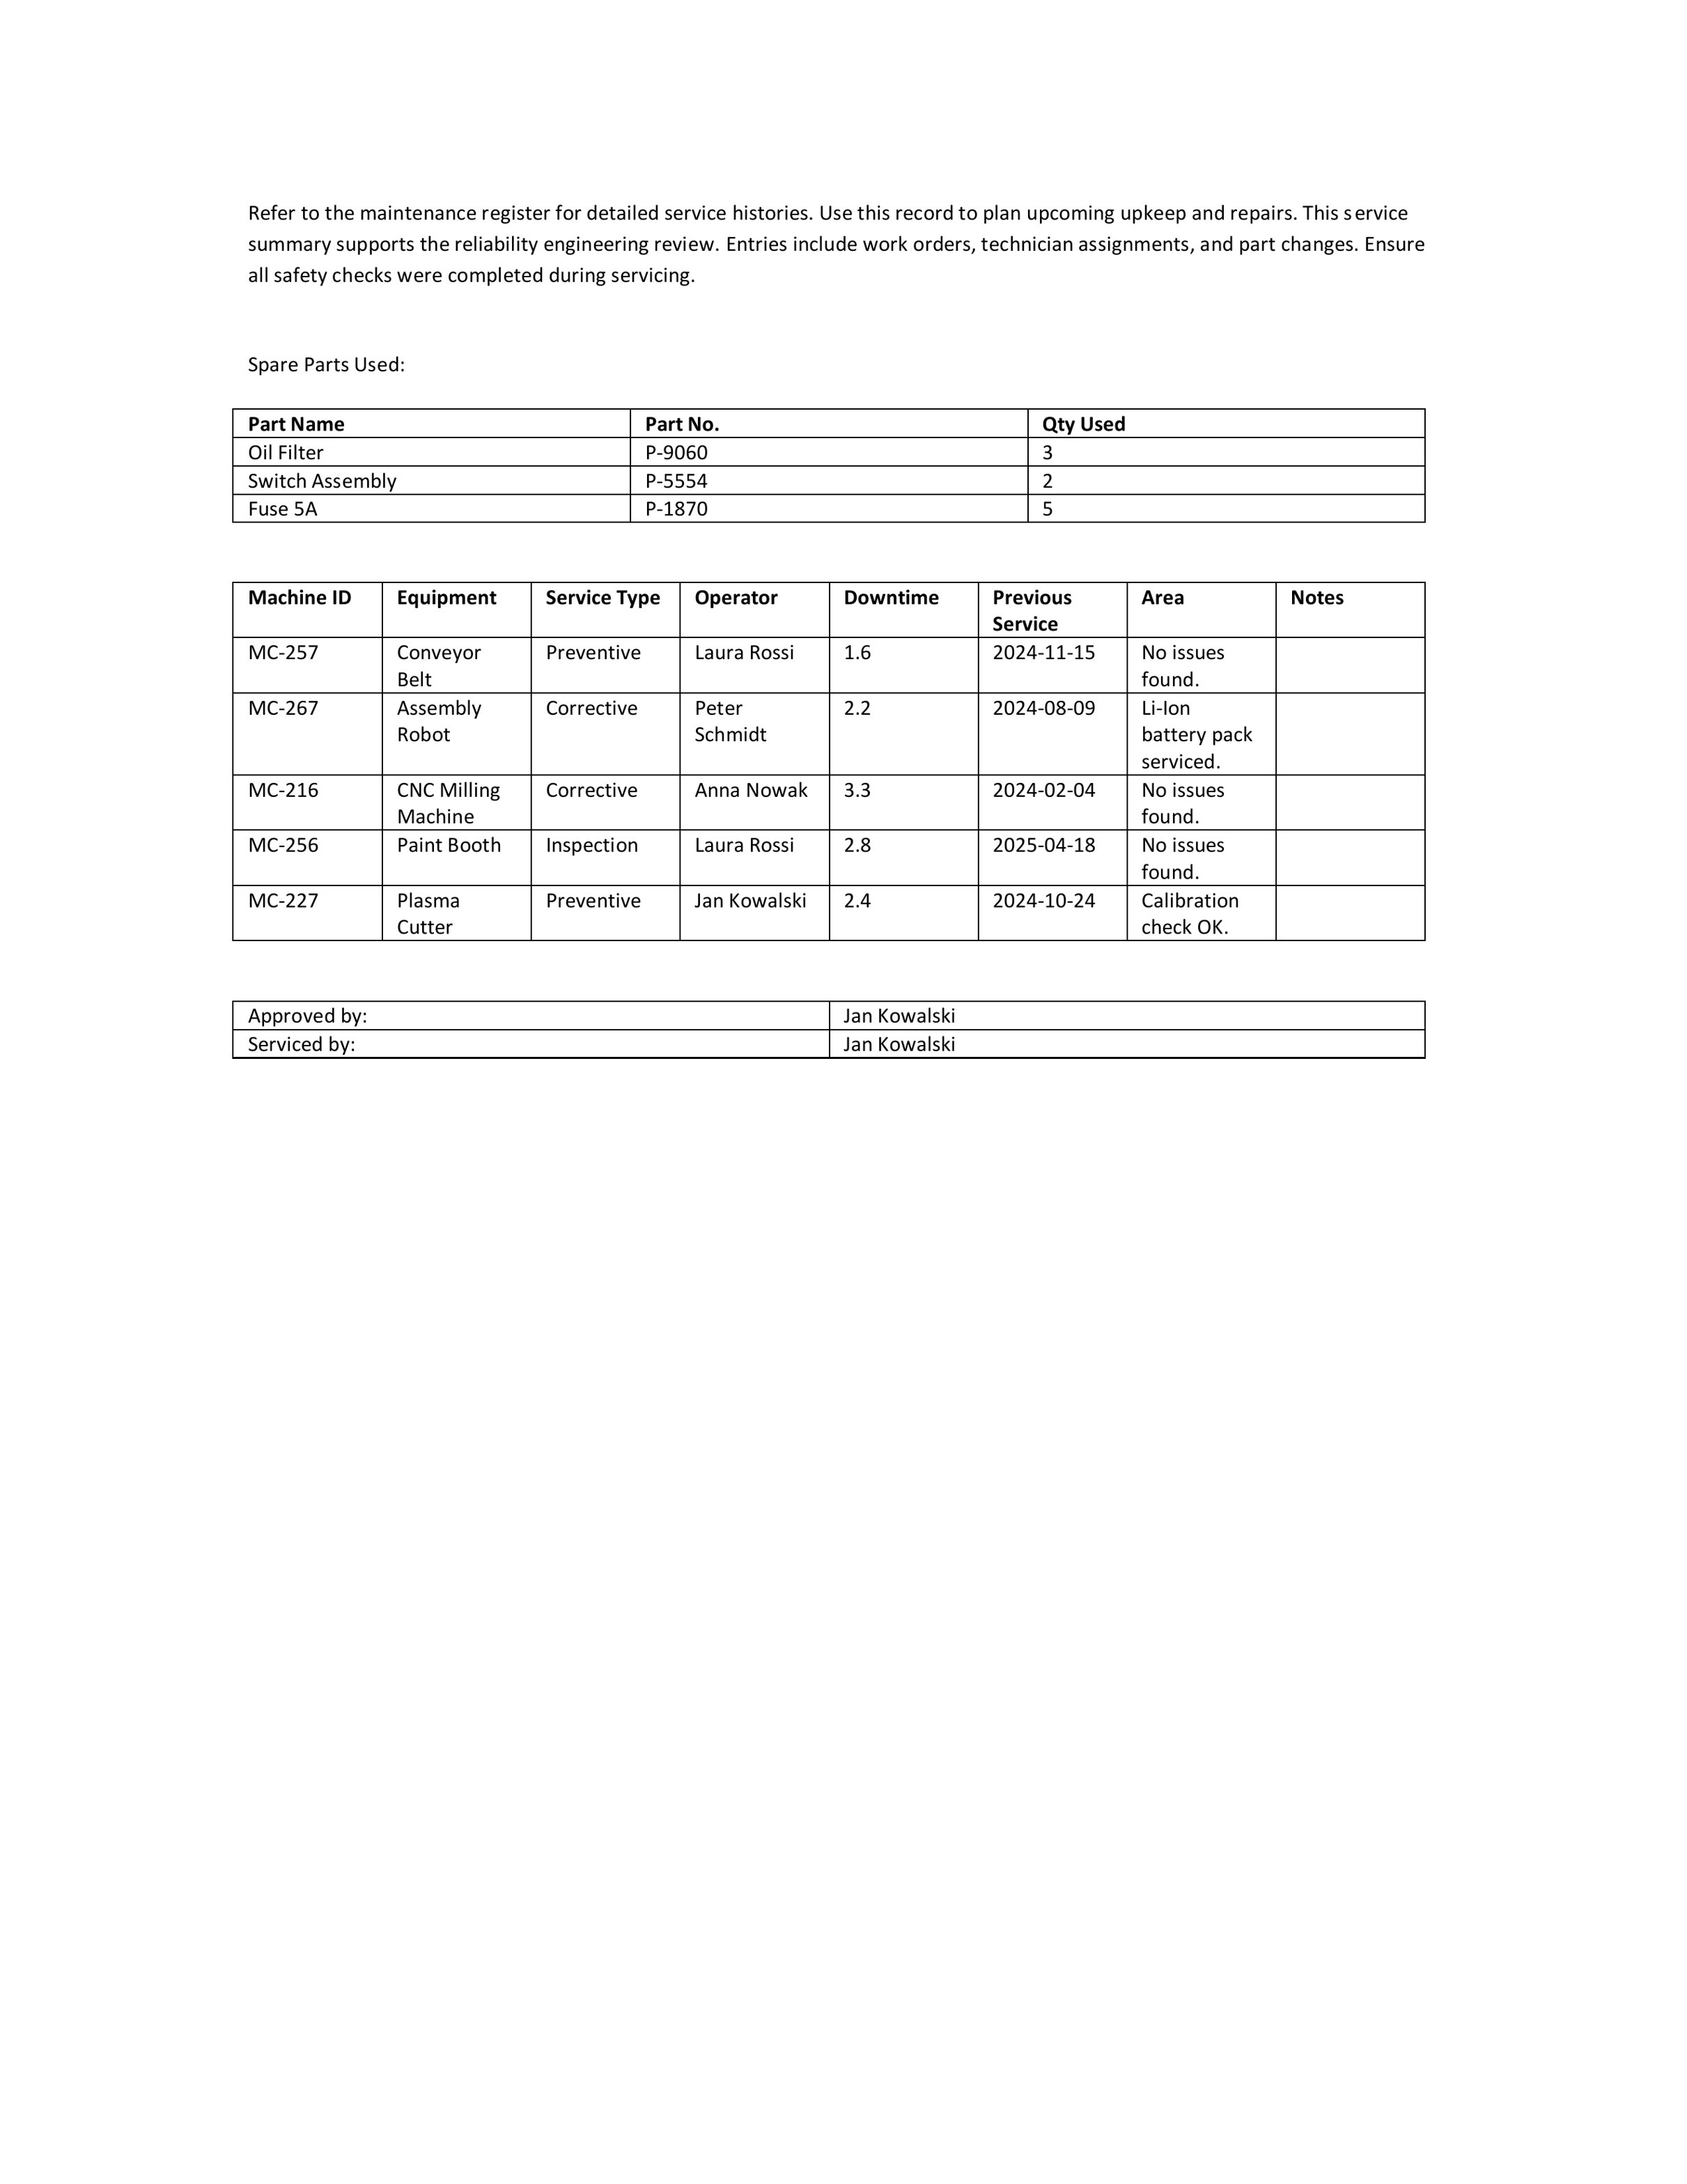 Refer to the maintenance register for detailed service histories. Use this record to plan upcoming upkeep and repairs. This service
summary supports the reliability engineering review. Entries include work orders, technician assignments, and part changes. Ensure
all safety checks were completed during servicing.
Spare Parts Used:
Part Name Part No. Qty Used
Oil Filter P-9060 3
Switch Assembly P-5554 2
Fuse 5A P-1870 5
Machine ID Equipment Service Type Operator Downtime Previous Area Notes
Service
MC-257 Conveyor Preventive Laura Rossi 1.6 2024-11-15 No issues
Belt found.
MC-267 Assembly Corrective Peter 2.2 2024-08-09 Li-Ion
Robot Schmidt battery pack
serviced.
MC-216 CNC Milling Corrective Anna Nowak 3.3 2024-02-04 No issues
Machine found.
MC-256 Paint Booth Inspection Laura Rossi 2.8 2025-04-18 No issues
found.
MC-227 Plasma Preventive Jan Kowalski 2.4 2024-10-24 Calibration
Cutter check OK.
Approved by: Jan Kowalski
Serviced by: Jan Kowalski